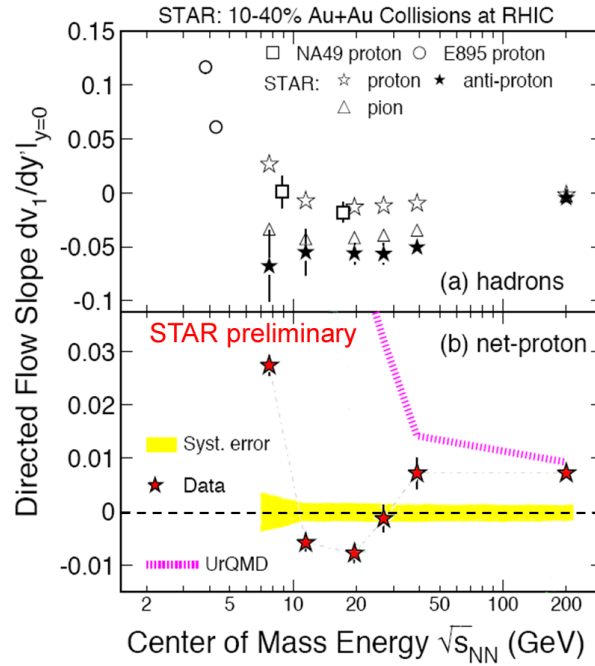 STAR: 10-40% Au+Au Collisions at RHIC
NA49 proton E895 proton
STAR: proton anti-proton
pion
0.15
0.1
0.05
0
-0.05
-0.1
(a) hadrons
Directed Flow Slope dv₁/dy'|y=0
STAR preliminary
(b) net-proton
0.03
0.02
0.01
0
-0.01
Syst. error
Data
UrQMD
2 3 4 5 10 20 30 100 200
Center of Mass Energy √sNN (GeV)